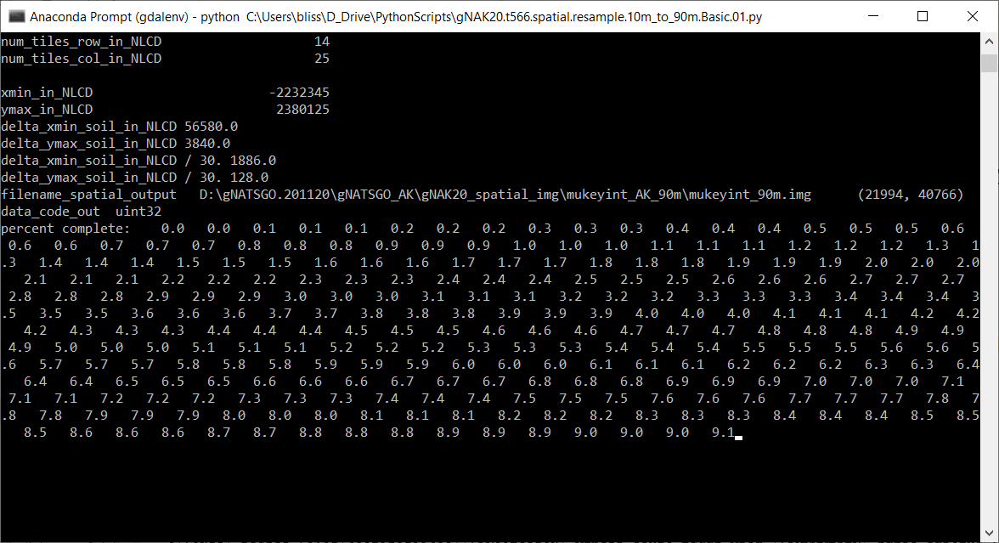 Anaconda Prompt (gdalenv) - python  C:\Users\bliss\D_Drive\PythonScripts\gNAK20.t566.spatial.resample.10m_to_90m.Basic.01.py
num_tiles_row_in_NLCD                    14
num_tiles_col_in_NLCD                    25
xmin_in_NLCD                       -2232345
ymax_in_NLCD                        2380125
delta_xmin_soil_in_NLCD 56580.0
delta_ymax_soil_in_NLCD 3840.0
delta_xmin_soil_in_NLCD / 30. 1886.0
delta_ymax_soil_in_NLCD / 30. 128.0
filename_spatial_output   D:\gNATSGO.201120\gNATSGO_AK\gNAK20_spatial_img\mukeyint_AK_90m\mukeyint_90m.img      (21994, 40766)
data_code_out  uint32
percent complete:    0.0   0.0   0.1   0.1   0.1   0.2   0.2   0.2   0.3   0.3   0.3   0.4   0.4   0.4   0.5   0.5   0.5   0.6
 0.6   0.6   0.7   0.7   0.7   0.8   0.8   0.8   0.9   0.9   0.9   1.0   1.0   1.0   1.1   1.1   1.1   1.2   1.2   1.2   1.3   1
.3   1.4   1.4   1.4   1.5   1.5   1.5   1.6   1.6   1.6   1.7   1.7   1.7   1.8   1.8   1.8   1.9   1.9   1.9   2.0   2.0   2.0
   2.1   2.1   2.1   2.2   2.2   2.2   2.3   2.3   2.3   2.4   2.4   2.4   2.5   2.5   2.5   2.6   2.6   2.6   2.7   2.7   2.7
 2.8   2.8   2.8   2.9   2.9   2.9   3.0   3.0   3.0   3.1   3.1   3.1   3.2   3.2   3.2   3.3   3.3   3.3   3.4   3.4   3.4   3
.5   3.5   3.5   3.6   3.6   3.6   3.7   3.7   3.8   3.8   3.8   3.9   3.9   3.9   4.0   4.0   4.0   4.1   4.1   4.1   4.2   4.2
   4.2   4.3   4.3   4.3   4.4   4.4   4.4   4.5   4.5   4.5   4.6   4.6   4.6   4.7   4.7   4.7   4.8   4.8   4.8   4.9   4.9
 4.9   5.0   5.0   5.0   5.1   5.1   5.1   5.2   5.2   5.2   5.3   5.3   5.3   5.4   5.4   5.4   5.5   5.5   5.5   5.6   5.6   5
.6   5.7   5.7   5.7   5.8   5.8   5.8   5.9   5.9   5.9   6.0   6.0   6.0   6.1   6.1   6.1   6.2   6.2   6.2   6.3   6.3   6.4
   6.4   6.4   6.5   6.5   6.5   6.6   6.6   6.6   6.7   6.7   6.7   6.8   6.8   6.8   6.9   6.9   6.9   7.0   7.0   7.0   7.1
 7.1   7.1   7.2   7.2   7.2   7.3   7.3   7.3   7.4   7.4   7.4   7.5   7.5   7.5   7.6   7.6   7.6   7.7   7.7   7.7   7.8   7
.8   7.8   7.9   7.9   7.9   8.0   8.0   8.0   8.1   8.1   8.1   8.2   8.2   8.2   8.3   8.3   8.3   8.4   8.4   8.4   8.5   8.5
   8.5   8.6   8.6   8.6   8.7   8.7   8.8   8.8   8.8   8.9   8.9   8.9   9.0   9.0   9.0   9.1